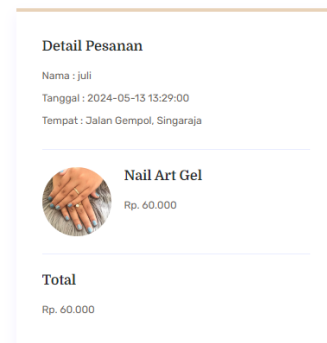 Detail Pesanan
Nama : juli
Tanggal : 2024-05-13 13:29:00
Tempat : Jalan Gempol, Singaraja
Nail Art Gel
Rp. 60.000
Total
Rp. 60.000